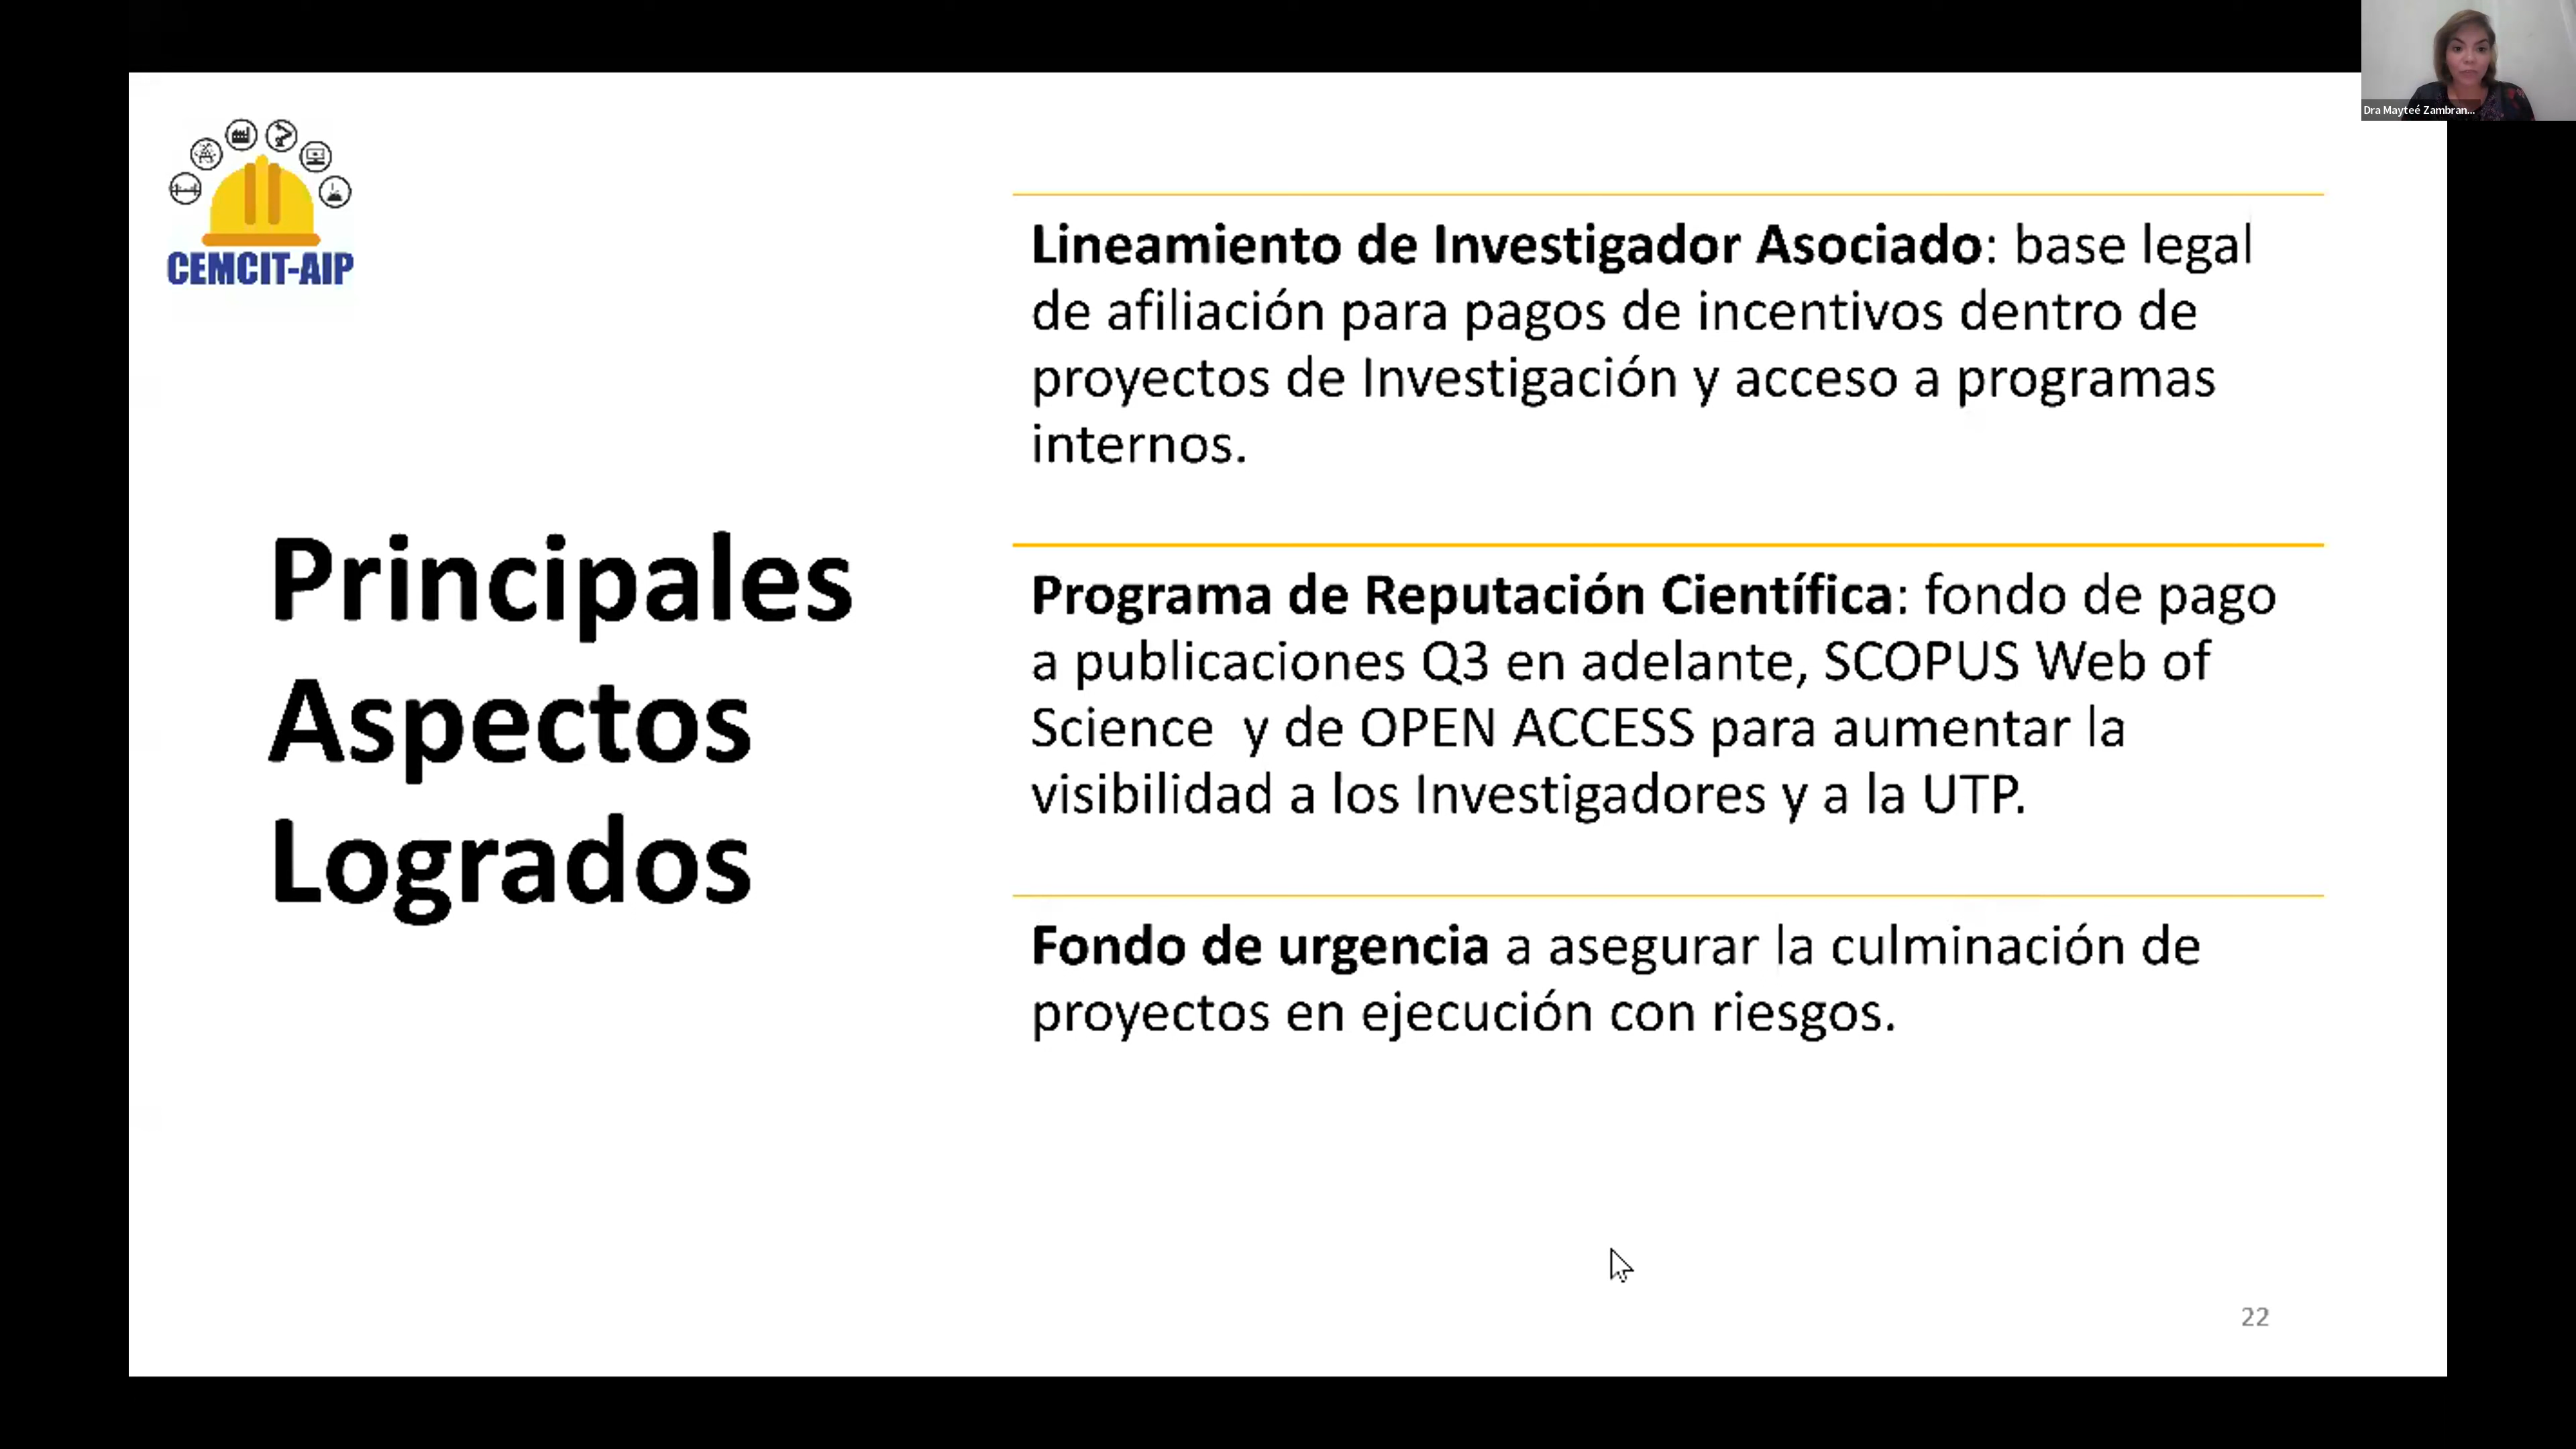 Dra Mayteé Zambran...
CEMCIT-AIP
Principales
Aspectos
Logrados
Lineamiento de Investigador Asociado: base legal
de afiliación para pagos de incentivos dentro de
proyectos de Investigación y acceso a programas
internos.
Programa de Reputación Científica: fondo de pago
a publicaciones Q3 en adelante, SCOPUS Web of
Science  y de OPEN ACCESS para aumentar la
visibilidad a los Investigadores y a la UTP.
Fondo de urgencia a asegurar la culminación de
proyectos en ejecución con riesgos.
22